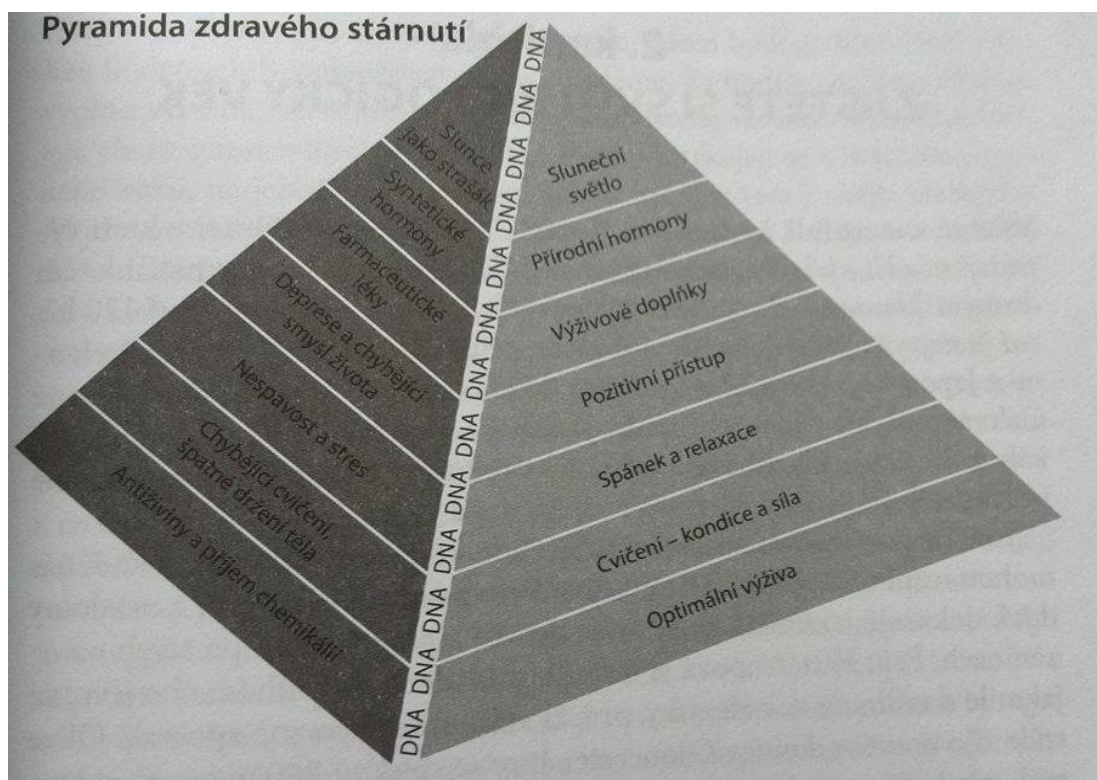 Pyramida zdravého stárnutí
Slunce
jako strašák
Syntetické
hormony
Farmaceutické
léky
Deprese a chybějící
smysl života
Nespavost a stres
Chybějící cvičení,
špatné držení těla
Antiživiny a příjem chemikálií
DNA DNA DNA DNA DNA DNA DNA DNA DNA DNA DNA DNA DNA
Sluneční
světlo
Přírodní hormony
Výživové doplňky
Pozitivní přístup
Spánek a relaxace
Cvičení – kondice a síla
Optimální výživa